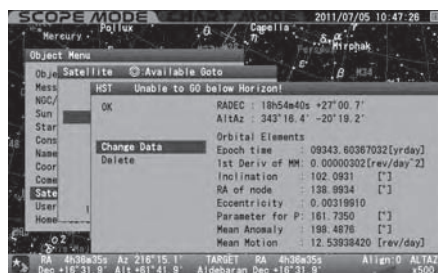 SCOPE MODE CHART MODE 2011/07/05 10:47:26
Mercury Pollux Capella
Mirphak
M34
Object Menu
Satellite :Available Goto
HST Unable to GO below Horizon!
Obje
Mess
NGC/
Sun
Star
Cons
Name
Coor
Come
Sate
User
Home
OK
Change Data
Delete
RADEC : 18h54m40s +27°00.7'
AltAz : 343°16.4' -20°19.2'
Orbital Elements
Epoch time : 09343.60367032[yrday]
1st Deriv of MM: 0.00000302[rev/day^2]
Inclination : 102.0931 [°]
RA of node : 138.9934 [°]
Eccentricity : 0.00319910
Parameter for P: 161.7350 [°]
Mean Anomaly : 198.4876 [°]
Mean Motion : 12.53938420 [rev/day]
RA 4h36m35s Az 216°15.1' TARGET RA 4h36m35s Align:0 ALTAZ
Dec +16°31.9' Alt +61°41.9' Aldebaran Dec +16°31.9' x500